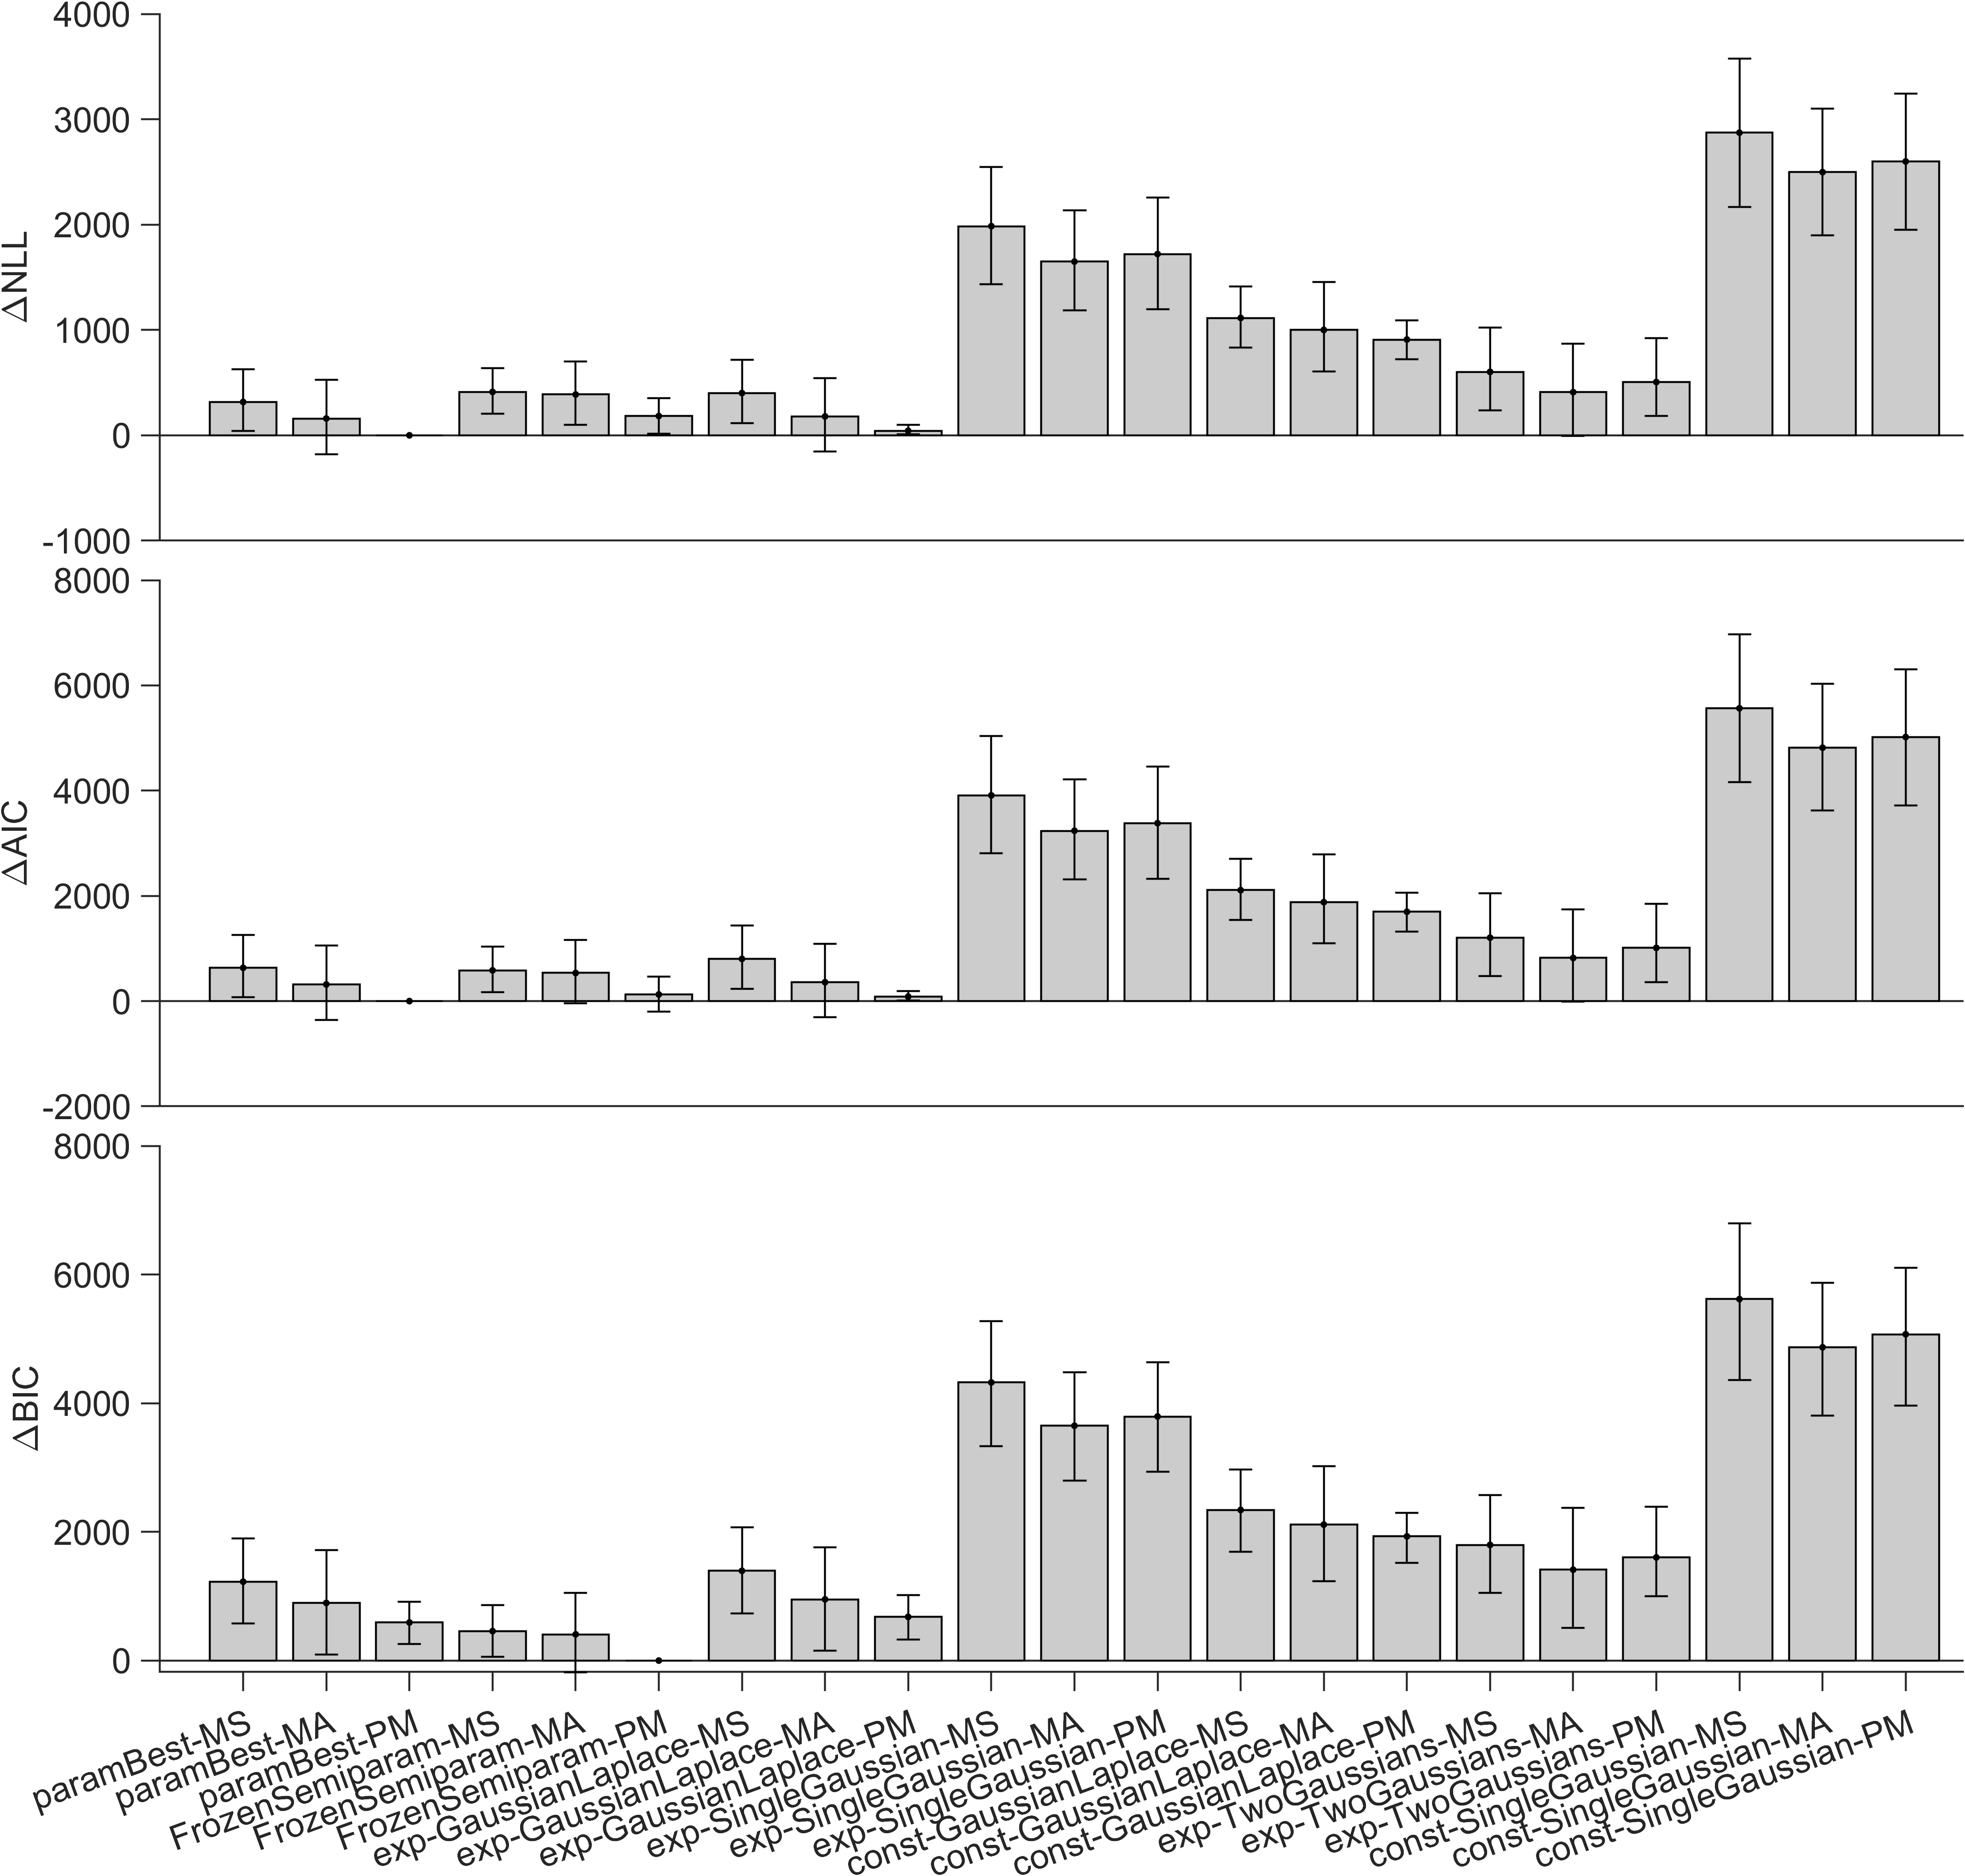 4000
3000
2000
1000
0
-1000
ΔNLL
8000
6000
4000
2000
0
-2000
ΔAIC
8000
6000
4000
2000
0
ΔBIC
paramBest-MS
paramBest-MA
paramBest-PM
FrozenSemiparam-MS
FrozenSemiparam-MA
FrozenSemiparam-PM
exp-GaussianLaplace-MS
exp-GaussianLaplace-MA
exp-GaussianLaplace-PM
exp-SingleGaussian-MS
exp-SingleGaussian-MA
exp-SingleGaussian-PM
const-GaussianLaplace-MS
const-GaussianLaplace-MA
const-GaussianLaplace-PM
exp-TwoGaussians-MS
exp-TwoGaussians-MA
exp-TwoGaussians-PM
const-SingleGaussian-MS
const-SingleGaussian-MA
const-SingleGaussian-PM